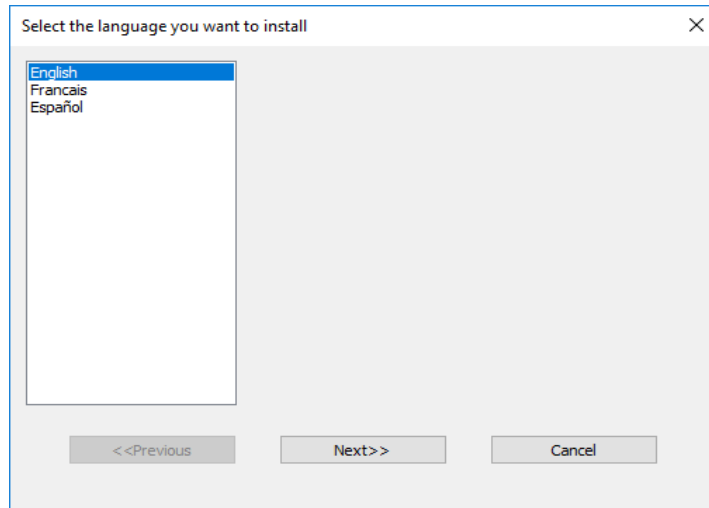 Select the language you want to install
English
Francais
Español
<<Previous
Next>>
Cancel